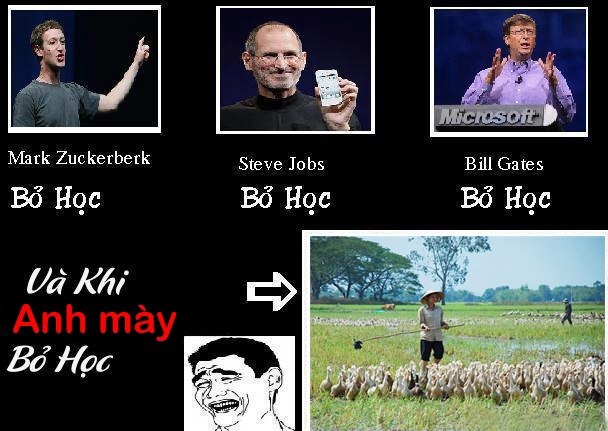 Microsoft
Mark Zuckerberk
Steve Jobs
Bill Gates
Bỏ Học
Bỏ Học
Bỏ Học
Và Khi
Anh mày
Bỏ Học